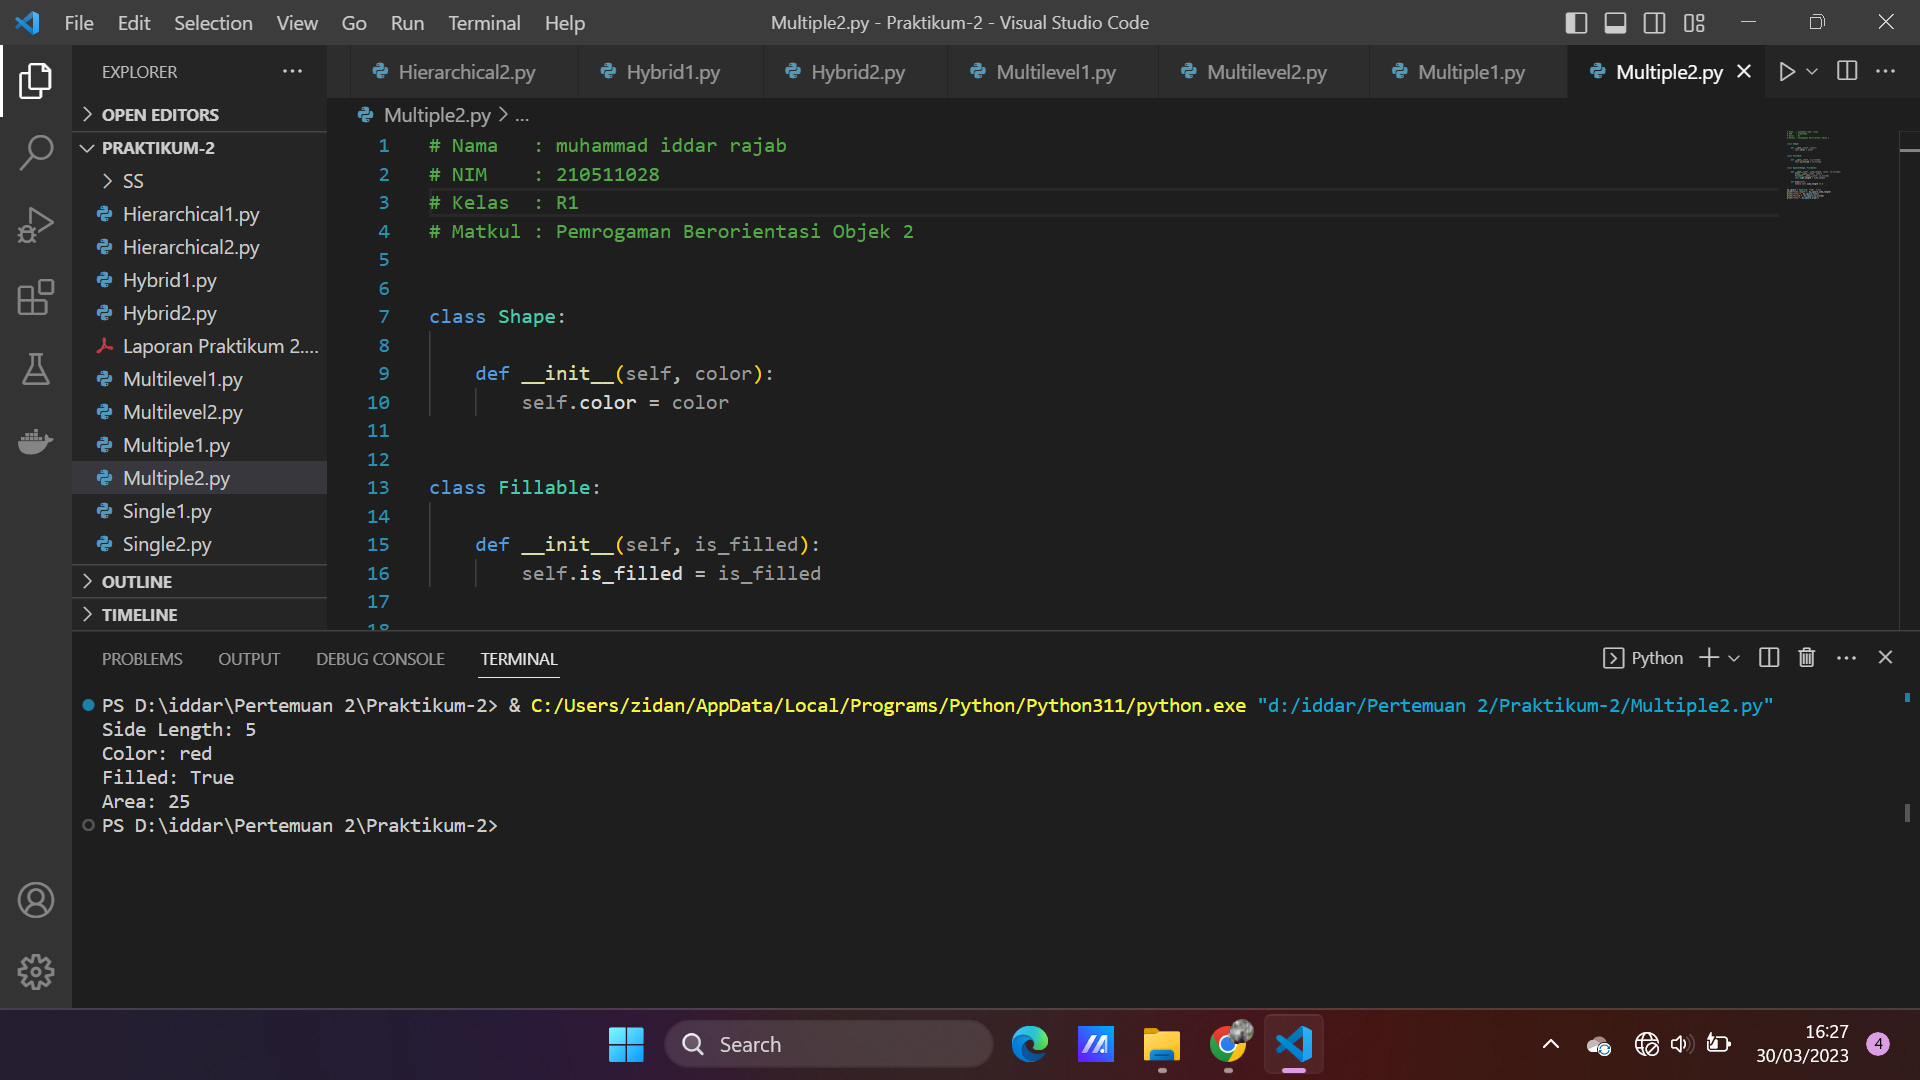 File Edit Selection View Go Run Terminal Help
Multiple2.py - Praktikum-2 - Visual Studio Code
EXPLORER
OPEN EDITORS
PRAKTIKUM-2
SS
Hierarchical1.py
Hierarchical2.py
Hybrid1.py
Hybrid2.py
Laporan Praktikum 2....
Multilevel1.py
Multilevel2.py
Multiple1.py
Multiple2.py
Single1.py
Single2.py
OUTLINE
TIMELINE
Hierarchical2.py Hybrid1.py Hybrid2.py Multilevel1.py Multilevel2.py Multiple1.py Multiple2.py
Multiple2.py > ...
1 # Nama   : muhammad iddar rajab
2 # NIM    : 210511028
3 # Kelas  : R1
4 # Matkul : Pemrogaman Berorientasi Objek 2
5
6
7 class Shape:
8
9     def __init__(self, color):
10         self.color = color
11
12
13 class Fillable:
14
15     def __init__(self, is_filled):
16         self.is_filled = is_filled
17
18
PROBLEMS OUTPUT DEBUG CONSOLE TERMINAL
Python
PS D:\iddar\Pertemuan 2\Praktikum-2> & C:/Users/zidan/AppData/Local/Programs/Python/Python311/python.exe "d:/iddar/Pertemuan 2/Praktikum-2/Multiple2.py"
Side Length: 5
Color: red
Filled: True
Area: 25
PS D:\iddar\Pertemuan 2\Praktikum-2>
Search
16:27
30/03/2023
4